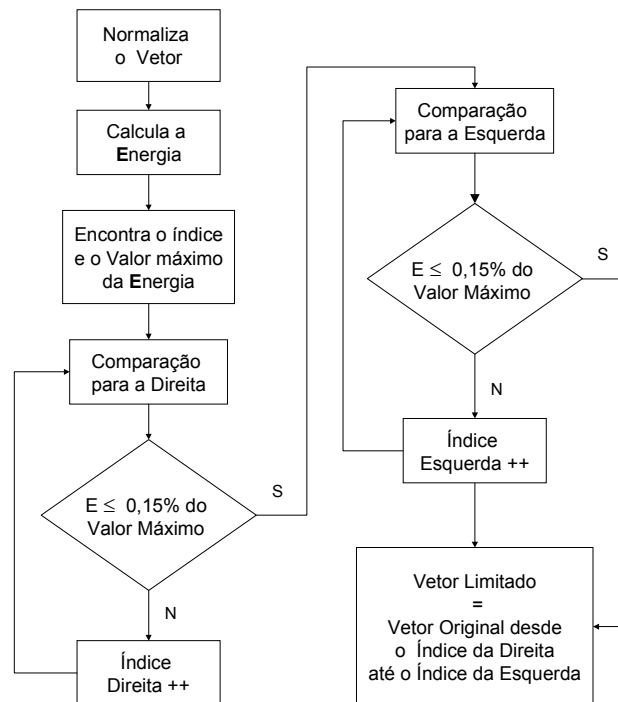 Normaliza
o Vetor
Calcula a
Energia
Encontra o índice
e o Valor máximo
da Energia
Comparação
para a Direita
E ≤ 0,15% do
Valor Máximo
S
N
Índice
Direita ++
Comparação
para a Esquerda
E ≤ 0,15% do
Valor Máximo
S
N
Índice
Esquerda ++
Vetor Limitado
=
Vetor Original desde
o Índice da Direita
até o Índice da Esquerda